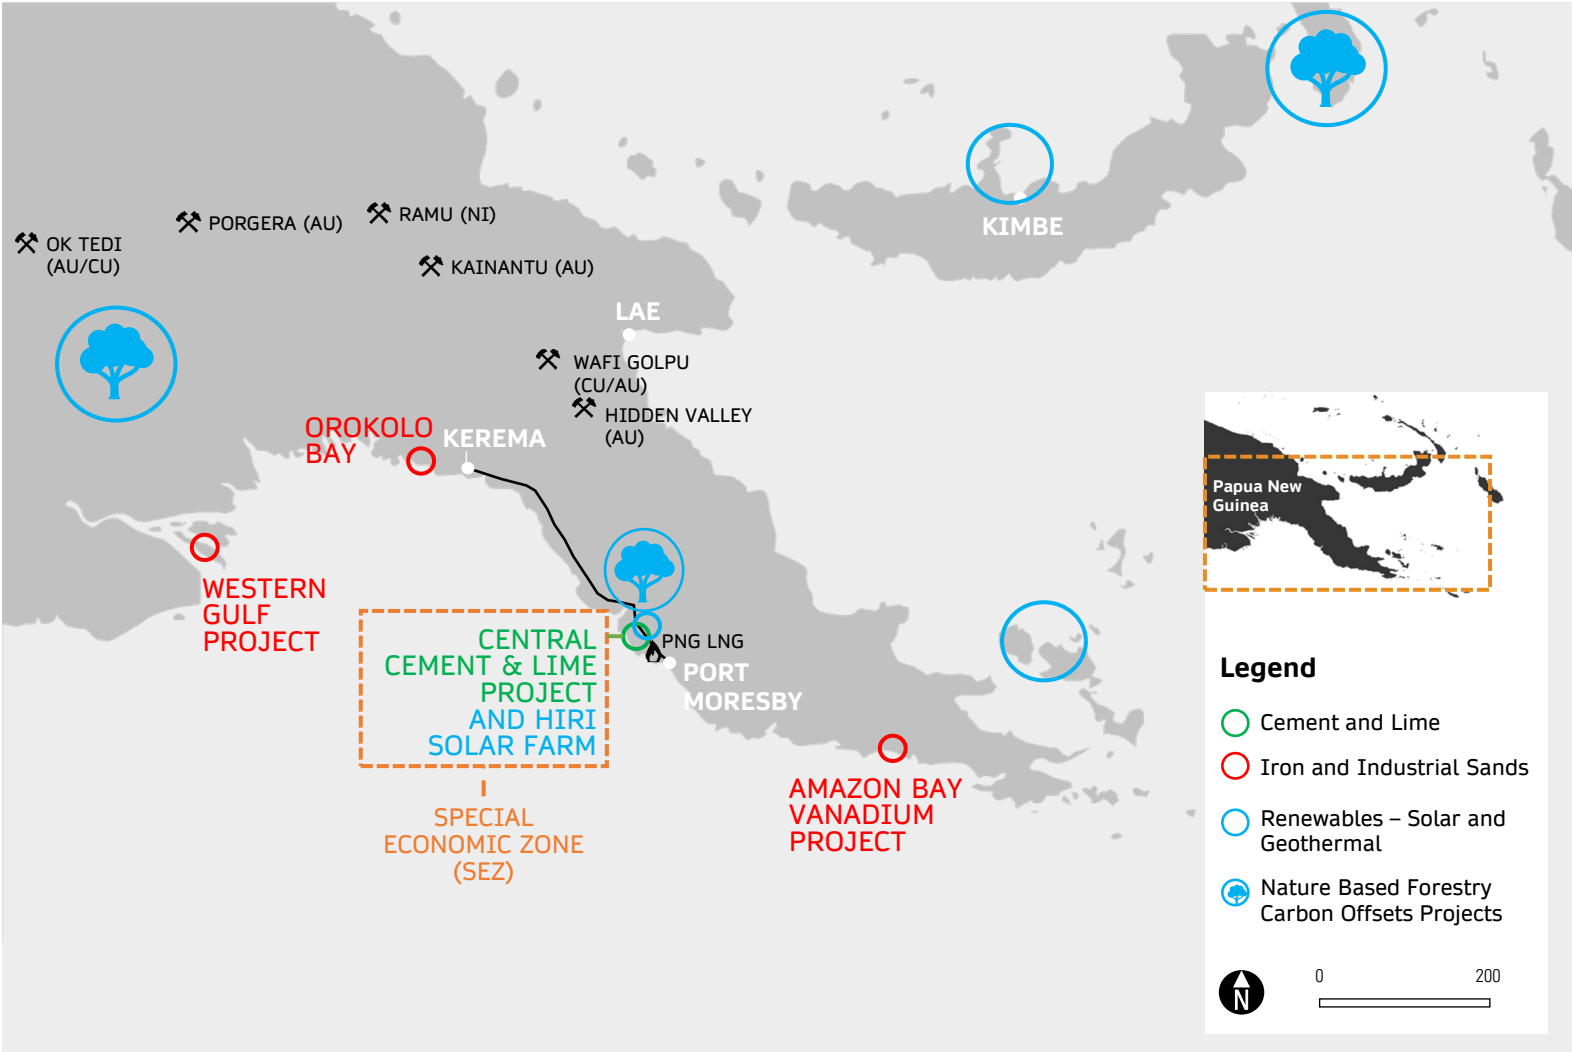 PORGERA (AU)
RAMU (NI)
OK TEDI
(AU/CU)
KAINANTU (AU)
KIMBE
LAE
WAFI GOLPU
(CU/AU)
HIDDEN VALLEY
(AU)
OROKOLO
BAY
KEREMA
WESTERN
GULF
PROJECT
CENTRAL
CEMENT & LIME
PROJECT
AND HIRI
SOLAR FARM
PNG LNG
PORT
MORESBY
SPECIAL
ECONOMIC ZONE
(SEZ)
AMAZON BAY
VANADIUM
PROJECT
Papua New
Guinea
Legend
Cement and Lime
Iron and Industrial Sands
Renewables – Solar and
Geothermal
Nature Based Forestry
Carbon Offsets Projects
N
0 200